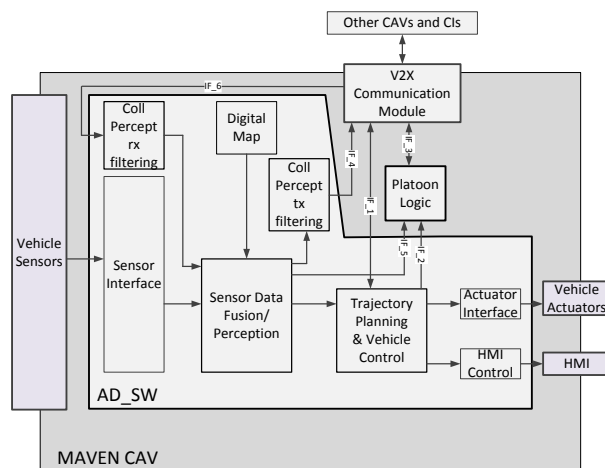 Other CAVs and CIs
V2X
Communication
Module
IF_6
Coll
Percept
rx
filtering
Digital
Map
IF_4
IF_3
Coll
Percept
tx
filtering
IF_1
Platoon
Logic
Vehicle
Sensors
Sensor
Interface
IF_5
IF_2
Sensor Data
Fusion/
Perception
Trajectory
Planning
& Vehicle
Control
Actuator
Interface
Vehicle
Actuators
HMI
Control
HMI
AD_SW
MAVEN CAV